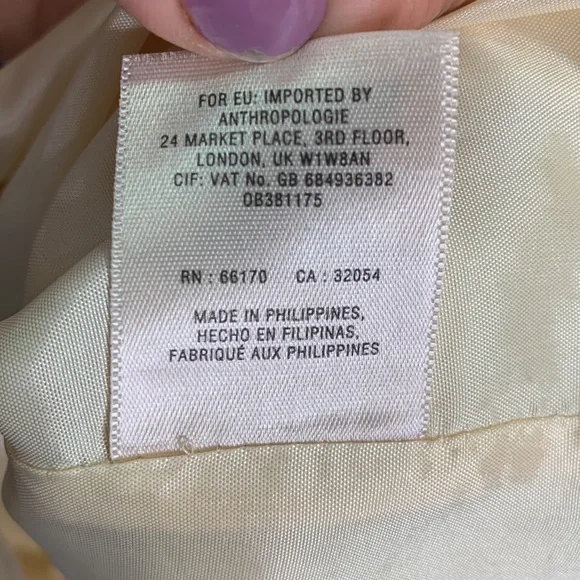 FOR EU: IMPORTED BY
ANTHROPOLOGIE
24 MARKET PLACE, 3RD FLOOR,
LONDON, UK W1W8AN
CIF: VAT No. GB 684936382
OB381175
RN : 66170 CA : 32054
MADE IN PHILIPPINES,
HECHO EN FILIPINAS,
FABRIQUÉ AUX PHILIPPINES